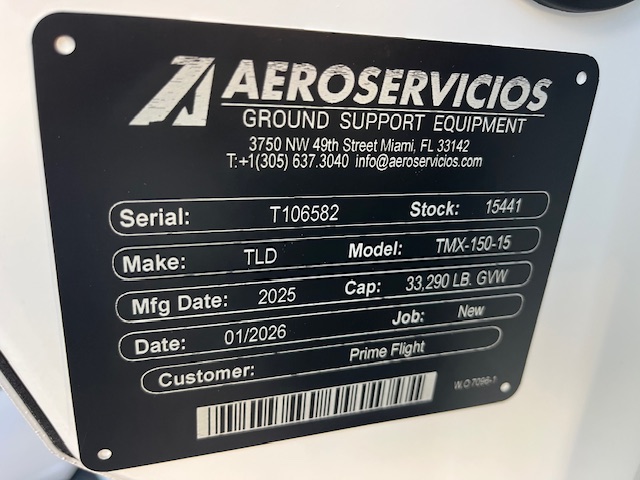 AEROSERVICIOS
GROUND SUPPORT EQUIPMENT
3750 NW 49th Street Miami, FL 33142
T:+1(305) 637.3040 info@aeroservicios.com
Serial: T106582 Stock: 15441
Make: TLD Model: TMX-150-15
Mfg Date: 2025 Cap: 33,290 LB. GVW
Date: 01/2026 Job: New
Customer: Prime Flight
W.O 7096-1